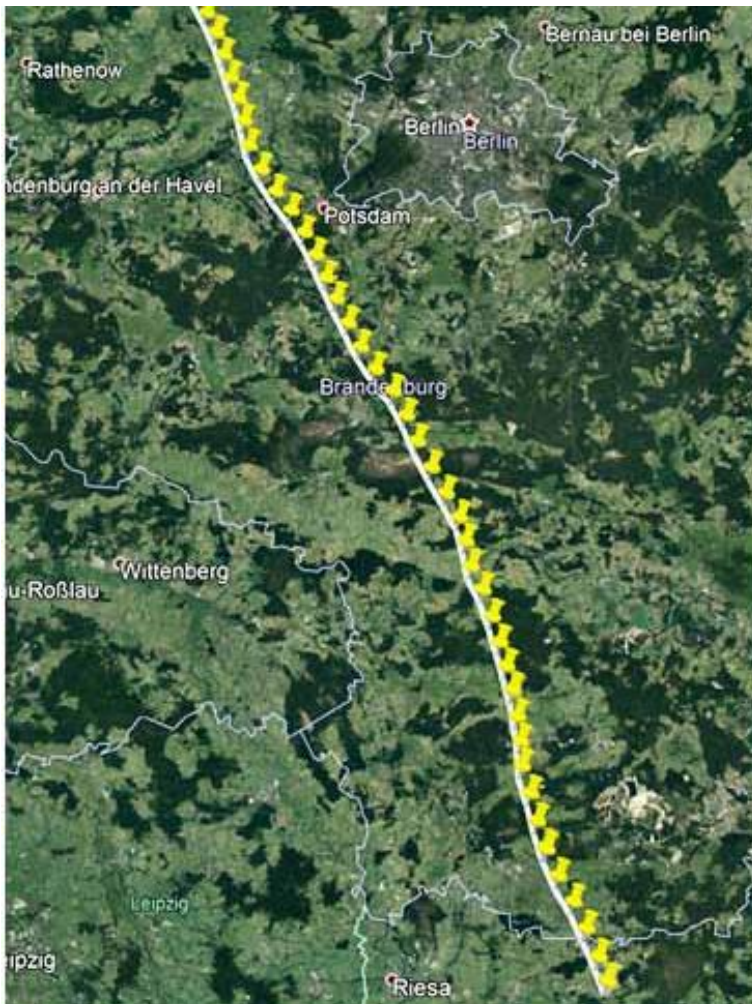 Bernau bei Berlin
Rathenow
Berlin
Berlin
ndenburg an der Havel
Potsdam
Brandenburg
Wittenberg
u-Roßlau
Leipzig
eipzig
Riesa